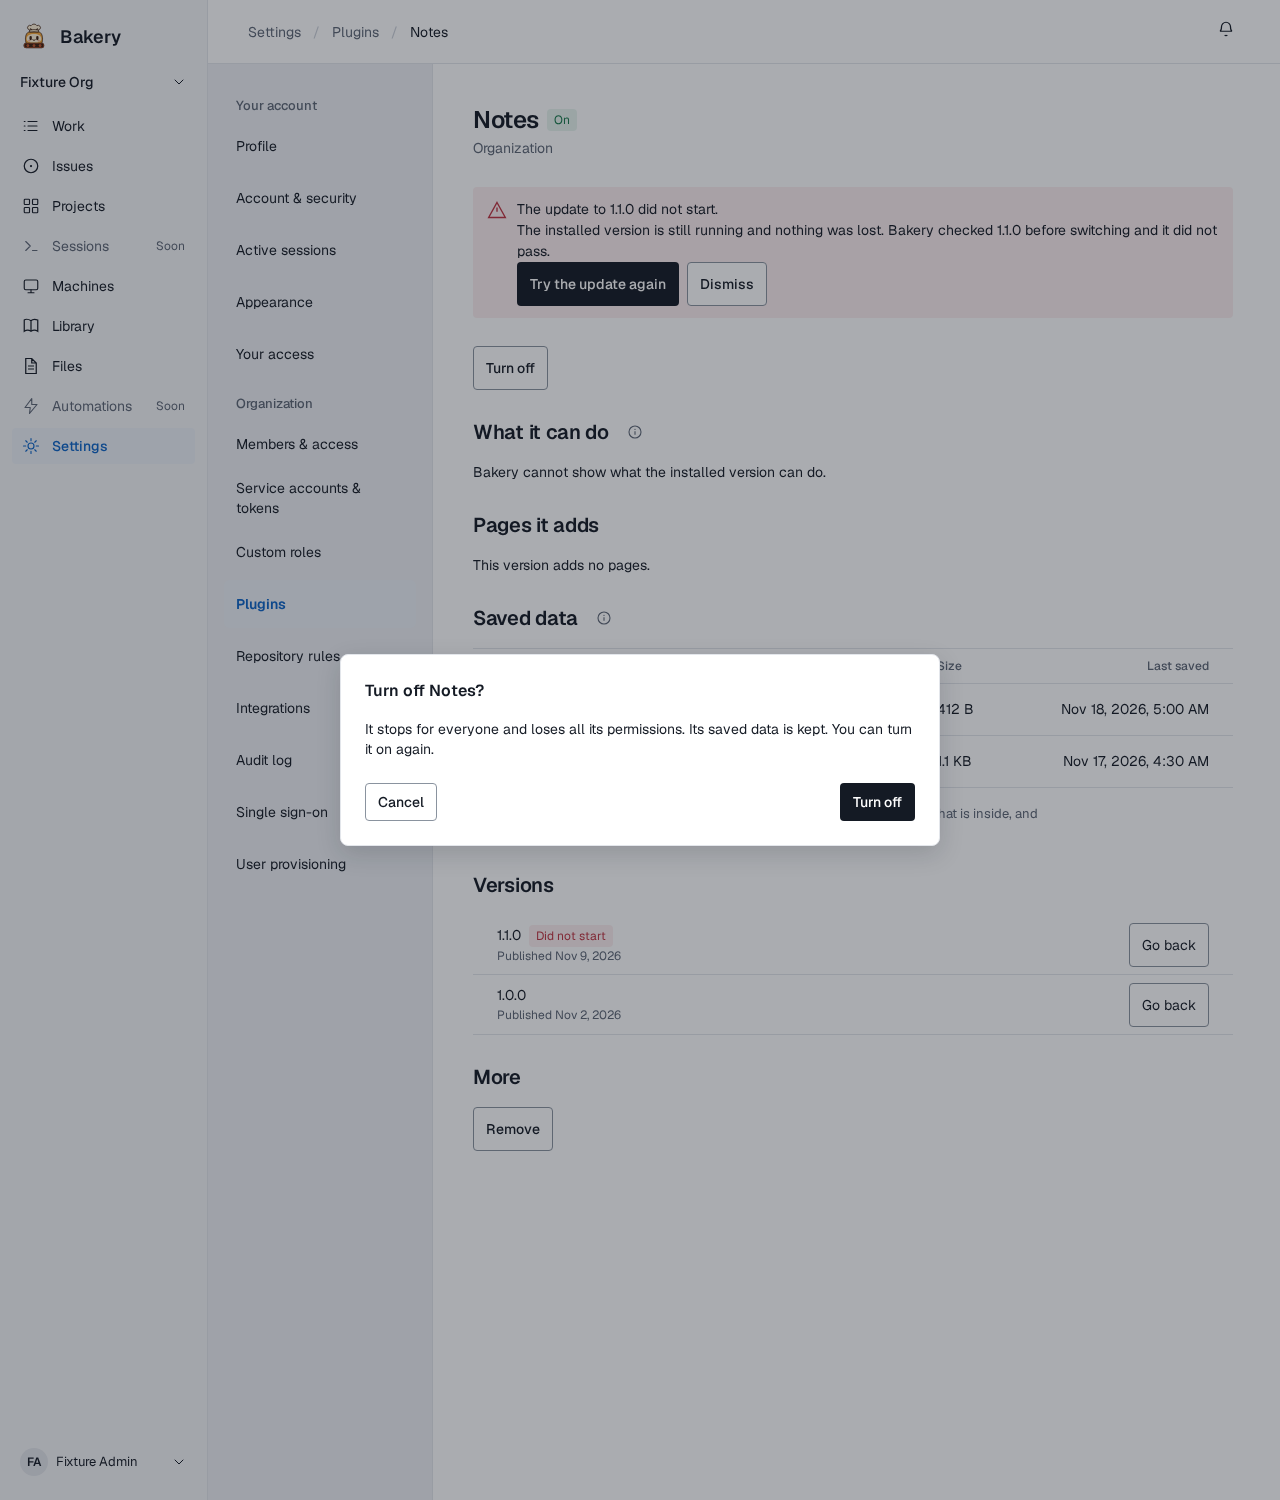 Bakery
Fixture Org
Work
Issues
Projects
Sessions Soon
Machines
Library
Files
Automations Soon
Settings
FA Fixture Admin
Settings / Plugins / Notes
Your account
Profile
Account & security
Active sessions
Appearance
Your access
Organization
Members & access
Service accounts &
tokens
Custom roles
Plugins
Repository rules
Integrations
Audit log
Single sign-on
User provisioning
Notes On
Organization
The update to 1.1.0 did not start.
The installed version is still running and nothing was lost. Bakery checked 1.1.0 before switching and it did not
pass.
Try the update again Dismiss
Turn off
What it can do
Bakery cannot show what the installed version can do.
Pages it adds
This version adds no pages.
Saved data
Size Last saved
412 B Nov 18, 2026, 5:00 AM
1.1 KB Nov 17, 2026, 4:30 AM
is inside, and
Turn off Notes?
It stops for everyone and loses all its permissions. Its saved data is kept. You can turn
it on again.
Cancel Turn off
Versions
1.1.0 Did not start
Published Nov 9, 2026
Go back
1.0.0
Published Nov 2, 2026
Go back
More
Remove